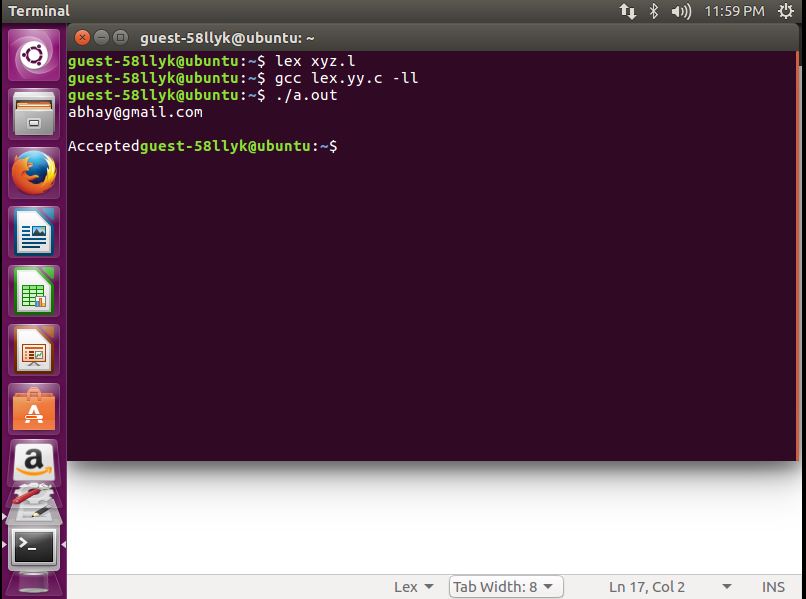 Terminal
11:59 PM
guest-58llyk@ubuntu: ~
guest-58llyk@ubuntu:~$ lex xyz.l
guest-58llyk@ubuntu:~$ gcc lex.yy.c -ll
guest-58llyk@ubuntu:~$ ./a.out
abhay@gmail.com
Acceptedguest-58llyk@ubuntu:~$
Lex
Tab Width: 8
Ln 17, Col 2
INS